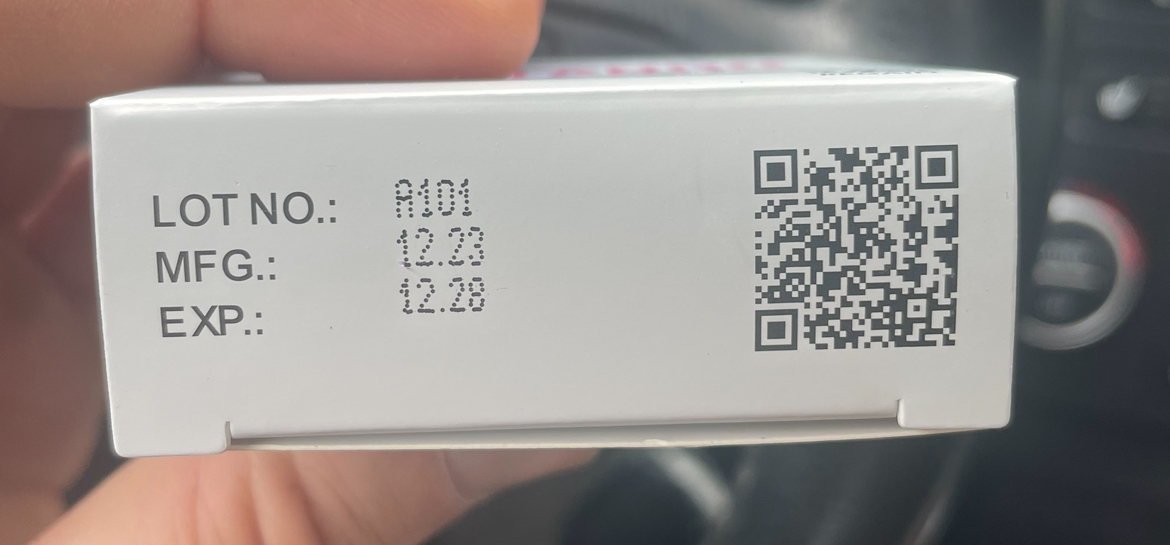 LOT NO.: A101
MFG.: 12.23
EXP.: 12.28